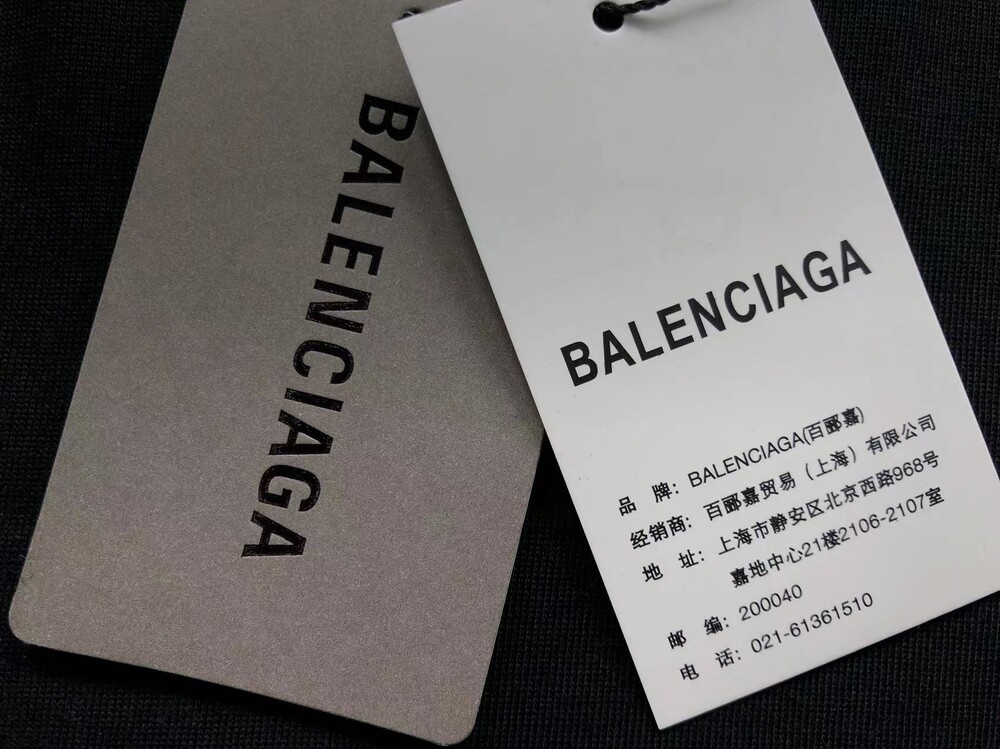 BALENCIAGA
BALENCIAGA
品 牌：BALENCIAGA(百郦嘉)
经销商：百郦嘉贸易（上海）有限公司
地 址：上海市静安区北京西路968号
嘉地中心21楼2106-2107室
邮 编：200040
电 话：021-61361510